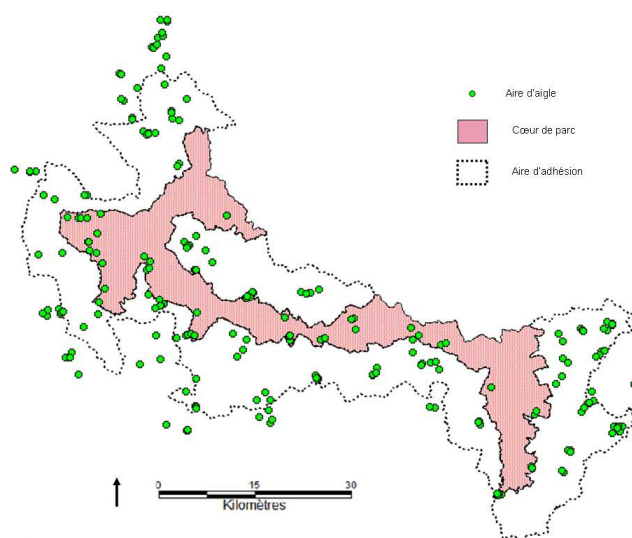 Aire d'aigle
Cœur de parc
Aire d'adhésion
0 15 30
Kilomètres